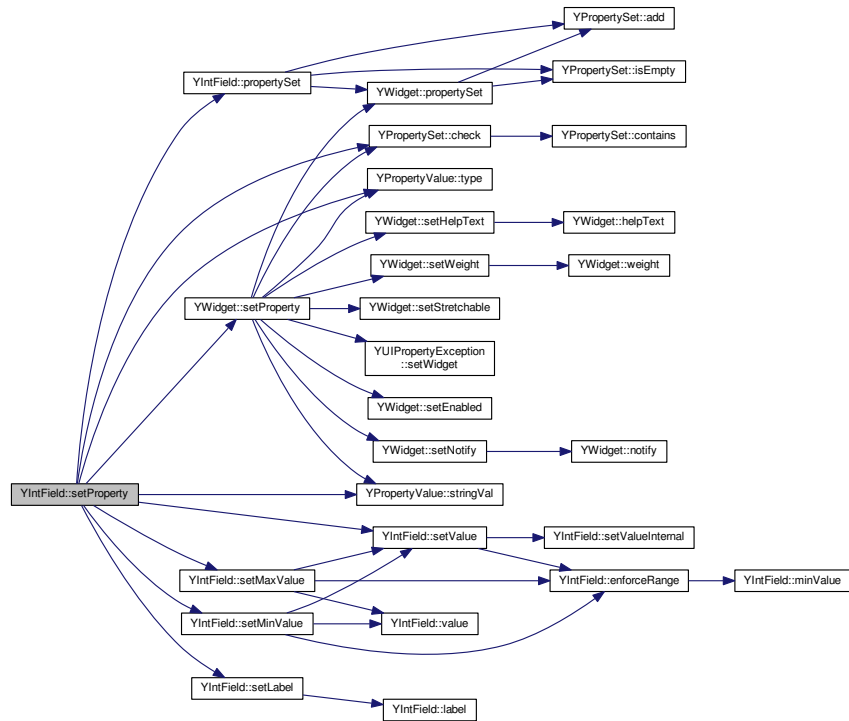 YPropertySet::add
YIntField::propertySet
YPropertySet::isEmpty
YWidget::propertySet
YPropertySet::check
YPropertySet::contains
YPropertyValue::type
YWidget::setHelpText
YWidget::helpText
YWidget::setWeight
YWidget::weight
YWidget::setProperty
YWidget::setStretchable
YUIPropertyException
::setWidget
YWidget::setEnabled
YWidget::setNotify
YWidget::notify
YIntField::setProperty
YPropertyValue::stringVal
YIntField::setValue
YIntField::setValueInternal
YIntField::setMaxValue
YIntField::enforceRange
YIntField::minValue
YIntField::setMinValue
YIntField::value
YIntField::setLabel
YIntField::label